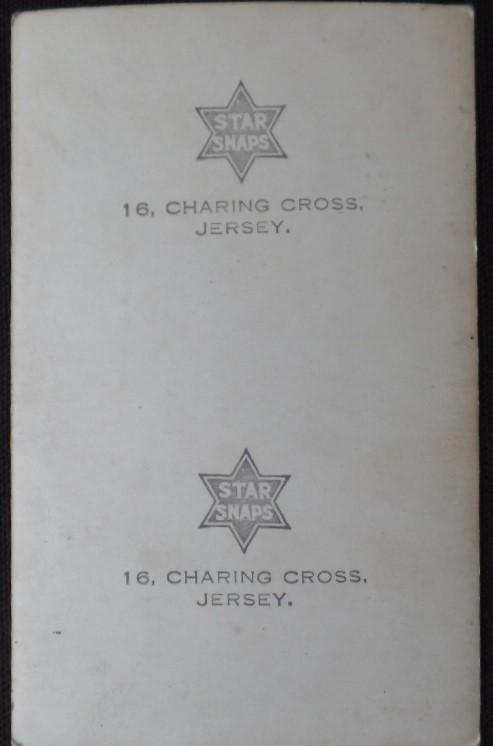 STAR
SNAPS
16, CHARING CROSS,
JERSEY.
STAR
SNAPS
16, CHARING CROSS,
JERSEY.